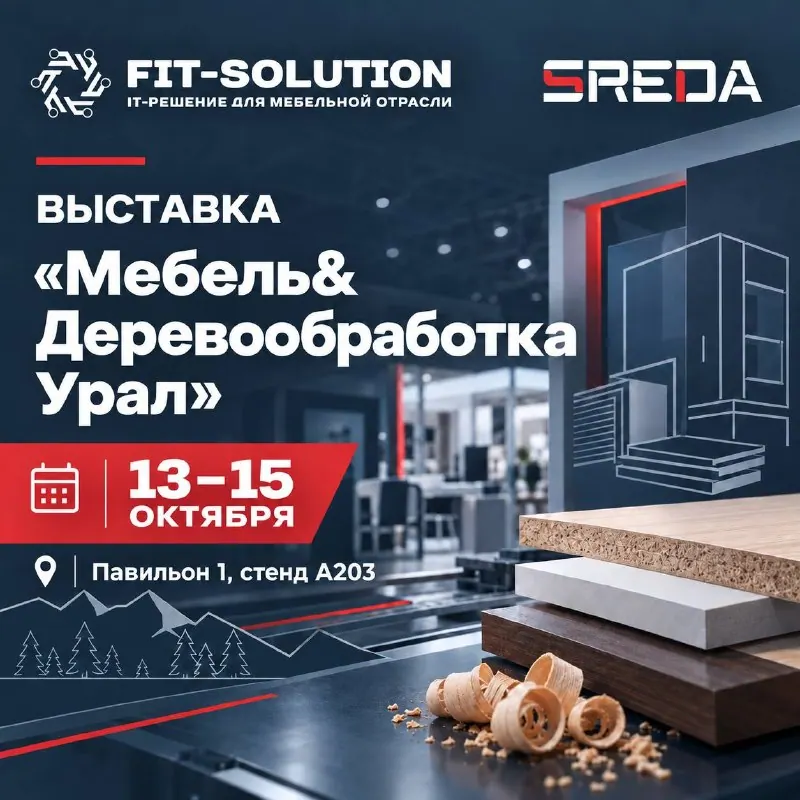 FIT-SOLUTION
IT-РЕШЕНИЕ ДЛЯ МЕБЕЛЬНОЙ ОТРАСЛИ
SREDA
ВЫСТАВКА
«Мебель&
Деревообработка
Урал»
13–15
ОКТЯБРЯ
Павильон 1, стенд А203